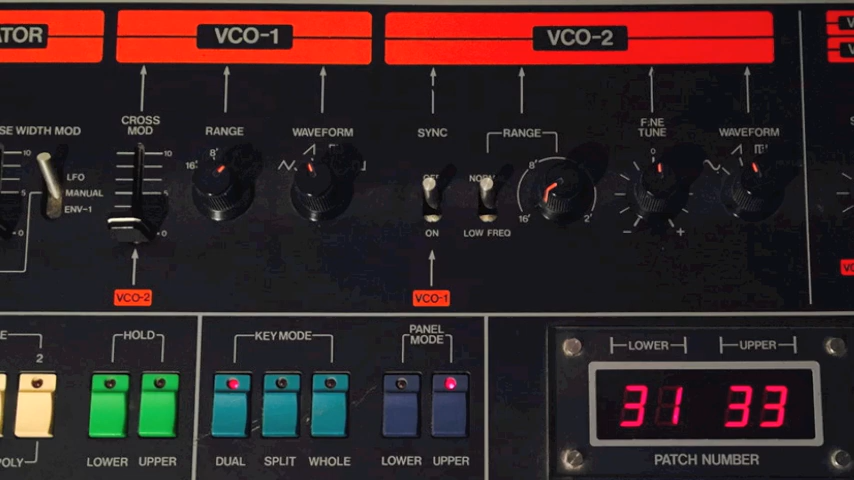 ATOR
VCO-1
VCO-2
CROSS
MOD
RANGE
WAVEFORM
SYNC
RANGE
FINE
TUNE
WAVEFORM
SE WIDTH MOD
10
5
0
LFO
MANUAL
ENV-1
10
5
0
16'
8'
OFF
ON
NORM
LOW FREQ
16'
8'
2'
0
- +
VCO-2
VCO-1
E
2
HOLD
KEY MODE
PANEL
MODE
LOWER
UPPER
31 33
POLY
LOWER
UPPER
DUAL
SPLIT
WHOLE
LOWER
UPPER
PATCH NUMBER